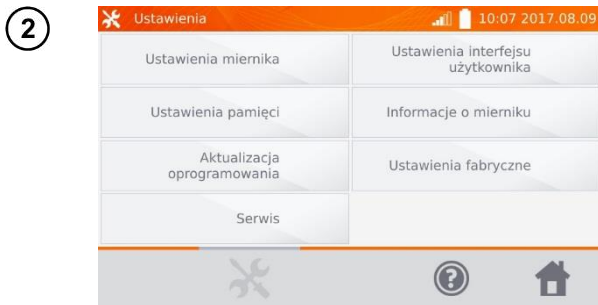 2
Ustawienia
10:07 2017.08.09
Ustawienia miernika
Ustawienia interfejsu
użytkownika
Ustawienia pamięci
Informacje o mierniku
Aktualizacja
oprogramowania
Ustawienia fabryczne
Serwis
?